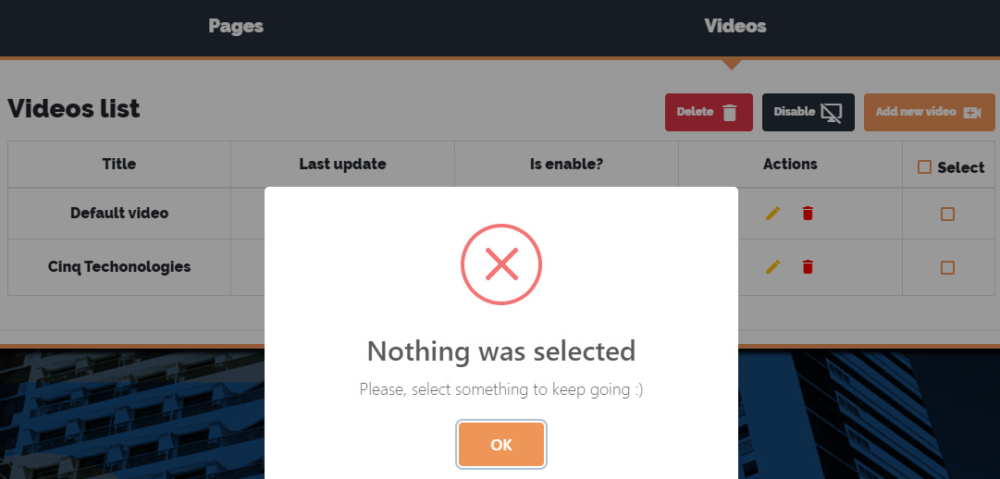 Pages Videos
Videos list Delete Disable Add new video
Title Last update Is enable? Actions Select
Default video
Cinq Techonologies
Nothing was selected
Please, select something to keep going :)
OK